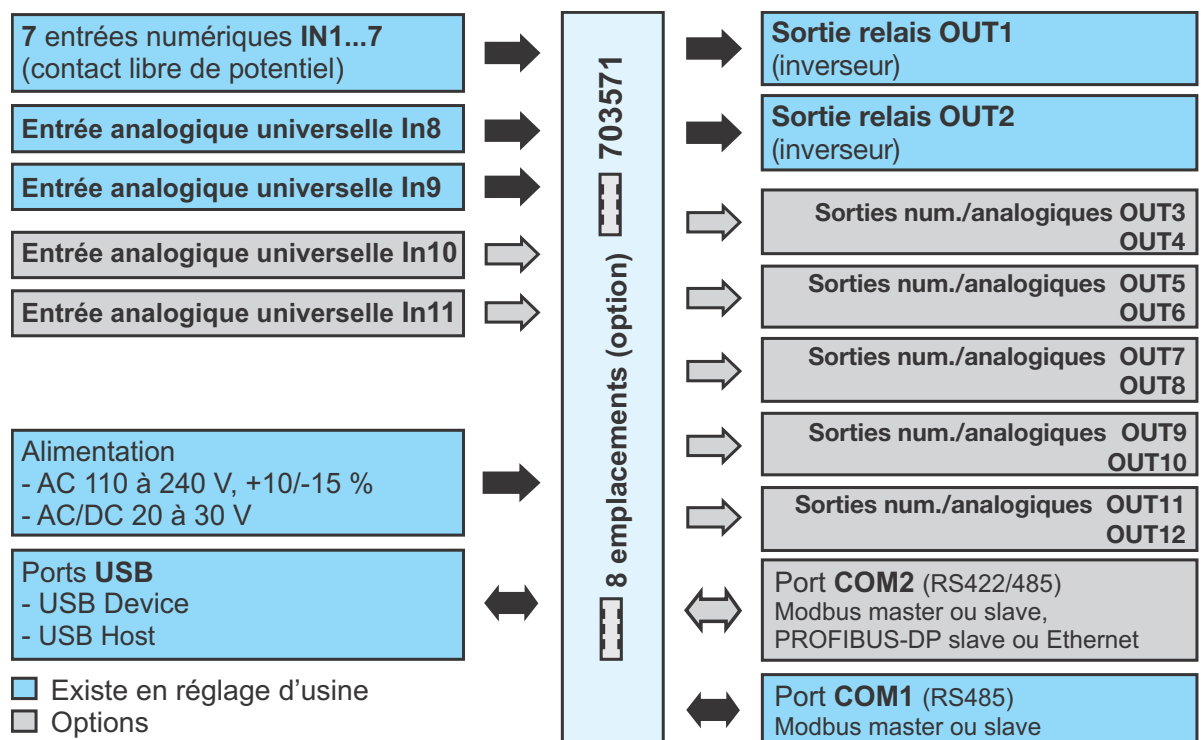 7 entrées numériques IN1...7
(contact libre de potentiel)
Entrée analogique universelle In8
Entrée analogique universelle In9
Entrée analogique universelle In10
Entrée analogique universelle In11
Alimentation
- AC 110 à 240 V, +10/-15 %
- AC/DC 20 à 30 V
Ports USB
- USB Device
- USB Host
Existe en réglage d'usine
Options
8 emplacements (option) 703571
Sortie relais OUT1
(inverseur)
Sortie relais OUT2
(inverseur)
Sorties num./analogiques OUT3
OUT4
Sorties num./analogiques OUT5
OUT6
Sorties num./analogiques OUT7
OUT8
Sorties num./analogiques OUT9
OUT10
Sorties num./analogiques OUT11
OUT12
Port COM2 (RS422/485)
Modbus master ou slave,
PROFIBUS-DP slave ou Ethernet
Port COM1 (RS485)
Modbus master ou slave